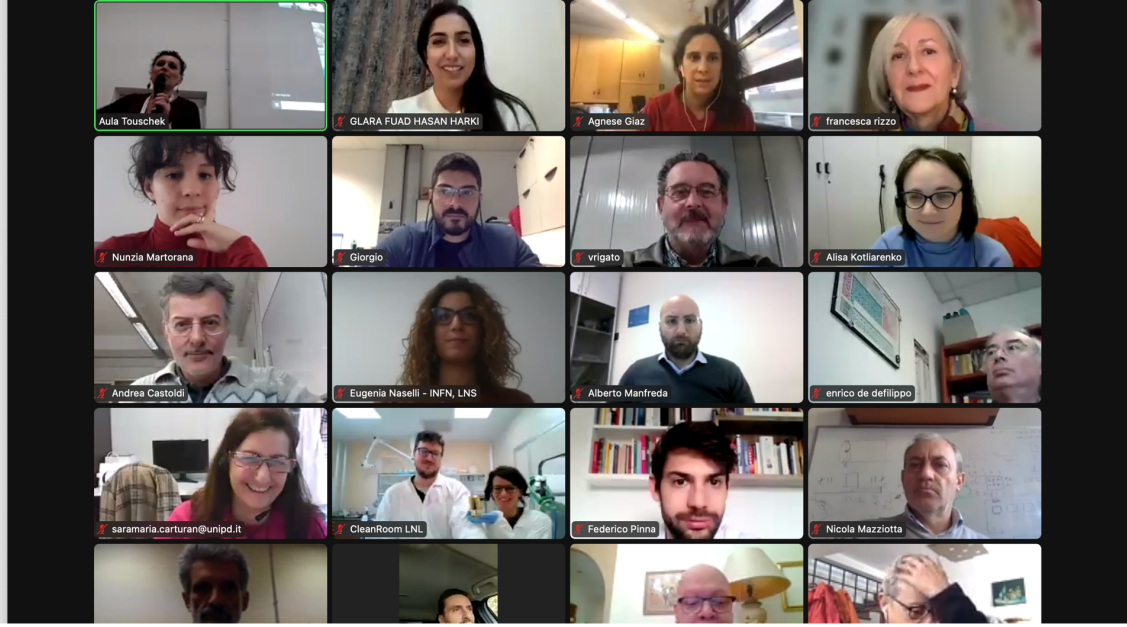 Aula Touschek
GLARA FUAD HASAN HARKI
Agnese Giaz
francesca rizzo
Nunzia Martorana
Giorgio
vrigato
Alisa Kotliarenko
Andrea Castoldi
Eugenia Naselli - INFN, LNS
Alberto Manfreda
enrico de defilippo
saramaria.carturan@unipd.it
CleanRoom LNL
Federico Pinna
Nicola Mazziotta